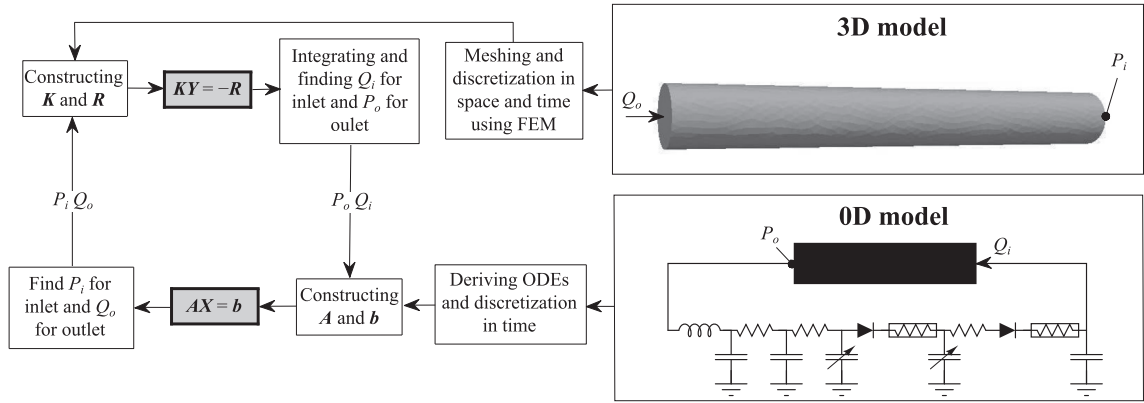 Constructing
K and R
KY = −R
Integrating and
finding Qi for
inlet and Po for
oulet
Meshing and
discretization in
space and time
using FEM
3D model
Qo
Pi
Pi Qo
Po Qi
0D model
Po
Qi
Find Pi for
inlet and Qo
for outlet
AX = b
Constructing
A and b
Deriving ODEs
and discretization
in time